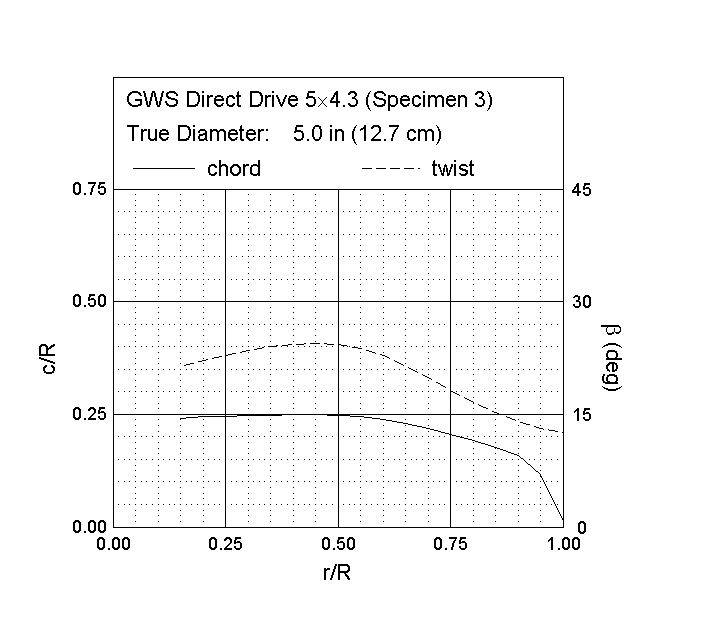 GWS Direct Drive 5×4.3 (Specimen 3)
True Diameter: 5.0 in (12.7 cm)
chord twist
0.75 45
0.50 30
c/R β (deg)
0.25 15
0.00 0
0.00 0.25 0.50 0.75 1.00
r/R